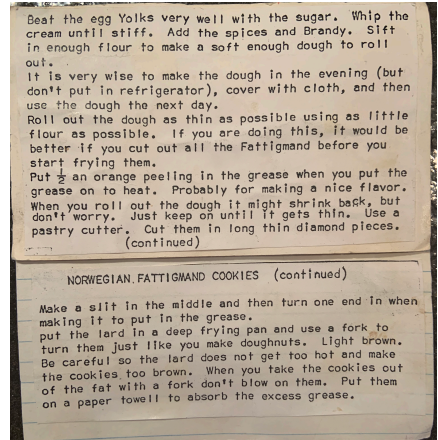 Beat the egg Yolks very well with the sugar. Whip the
cream until stiff. Add the spices and Brandy. Sift
in enough flour to make a soft enough dough to roll
out.
It is very wise to make the dough in the evening (but
don't put in refrigerator), cover with cloth, and then
use the dough the next day.
Roll out the dough as thin as possible using as little
flour as possible. If you are doing this, it would be
better if you cut out all the Fattigmand before you
start frying them.
Put ½ an orange peeling in the grease when you put the
grease on to heat. Probably for making a nice flavor.
When you roll out the dough it might shrink back, but
don't worry. Just keep on until it gets thin. Use a
pastry cutter. Cut them in long thin diamond pieces.
(continued)
NORWEGIAN FATTIGMAND COOKIES (continued)
Make a slit in the middle and then turn one end in when
making it to put in the grease.
put the lard in a deep frying pan and use a fork to
turn them just like you make doughnuts. Light brown.
Be careful so the lard does not get too hot and make
the cookies too brown. When you take the cookies out
of the fat with a fork don't blow on them. Put them
on a paper towell to absorb the excess grease.